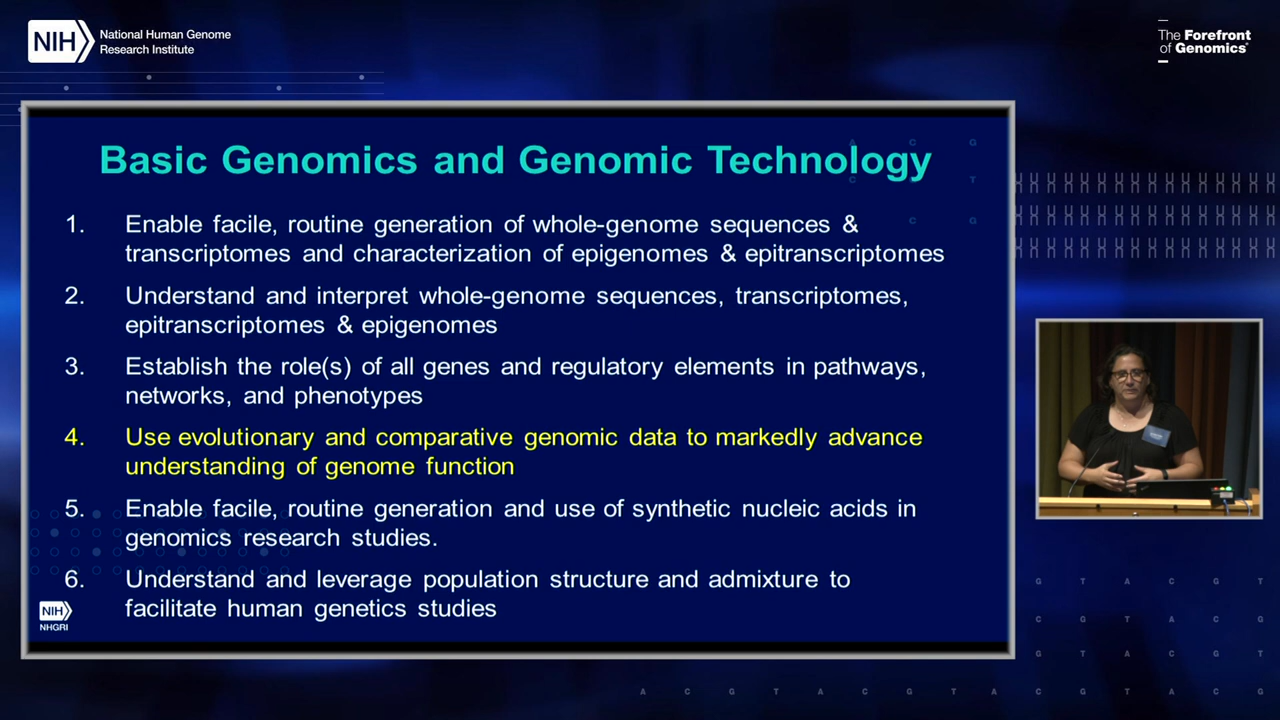 NIH
National Human Genome
Research Institute
The Forefront
of Genomics®
Basic Genomics and Genomic Technology
1. Enable facile, routine generation of whole-genome sequences &
transcriptomes and characterization of epigenomes & epitranscriptomes
2. Understand and interpret whole-genome sequences, transcriptomes,
epitranscriptomes & epigenomes
3. Establish the role(s) of all genes and regulatory elements in pathways,
networks, and phenotypes
4. Use evolutionary and comparative genomic data to markedly advance
understanding of genome function
5. Enable facile, routine generation and use of synthetic nucleic acids in
genomics research studies.
6. Understand and leverage population structure and admixture to
facilitate human genetics studies
NIH
NHGRI
A C G
C T
C G
G T A C G T
C G T A C G
G T A C G T
A C G T A C G T A C G T A C G